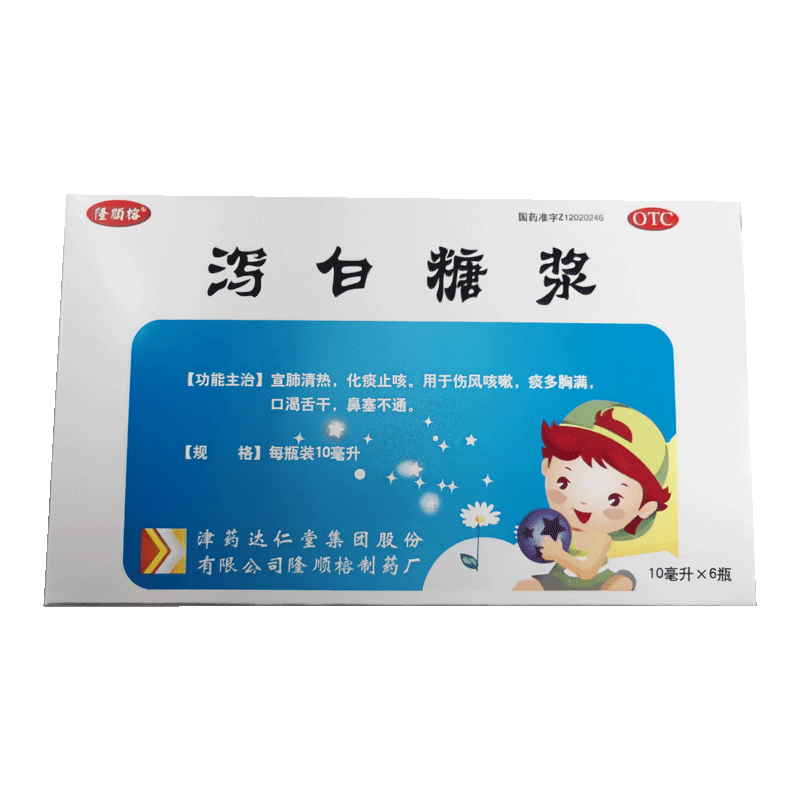 隆顺榕®
国药准字Z12020246
OTC
泻白糖浆
【功能主治】宣肺清热，化痰止咳。用于伤风咳嗽，痰多胸满，
口渴舌干，鼻塞不通。
【规 格】每瓶装10毫升
津药达仁堂集团股份
有限公司隆顺榕制药厂
10毫升×6瓶